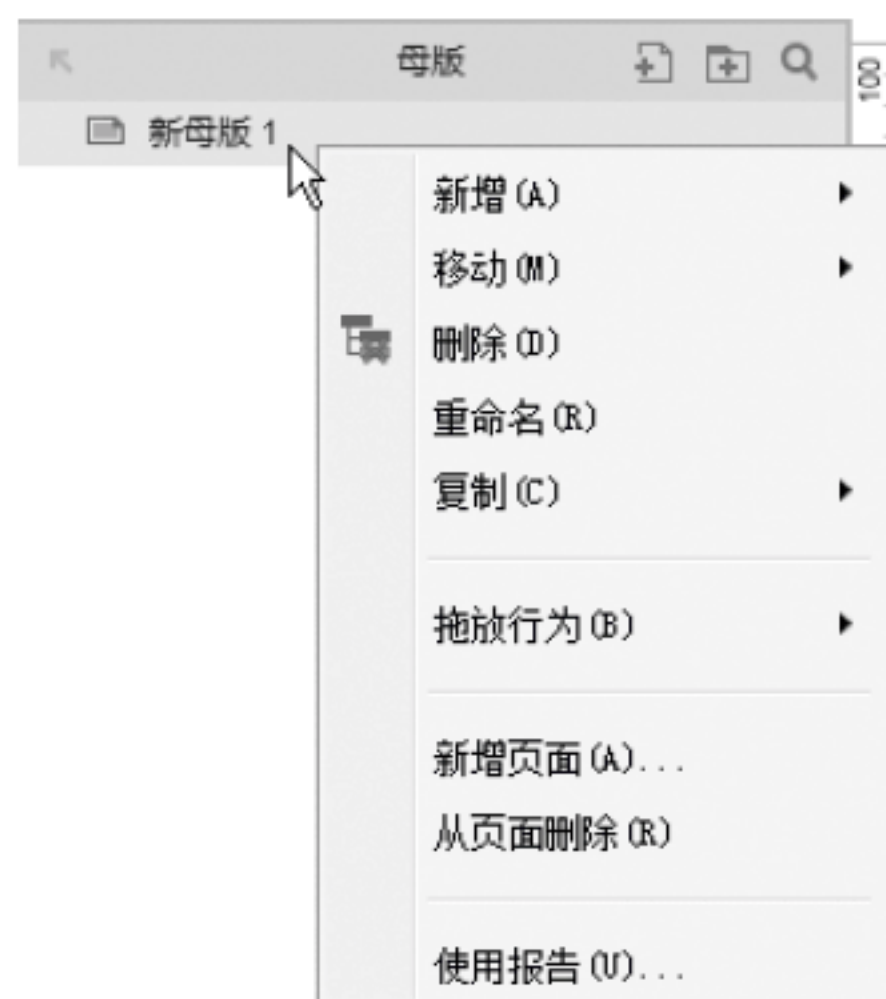 母版
100
新母版 1
新增(A)
移动(M)
删除(D)
重命名(R)
复制(C)
拖放行为(B)
新增页面(A)...
从页面删除(R)
使用报告(U)...